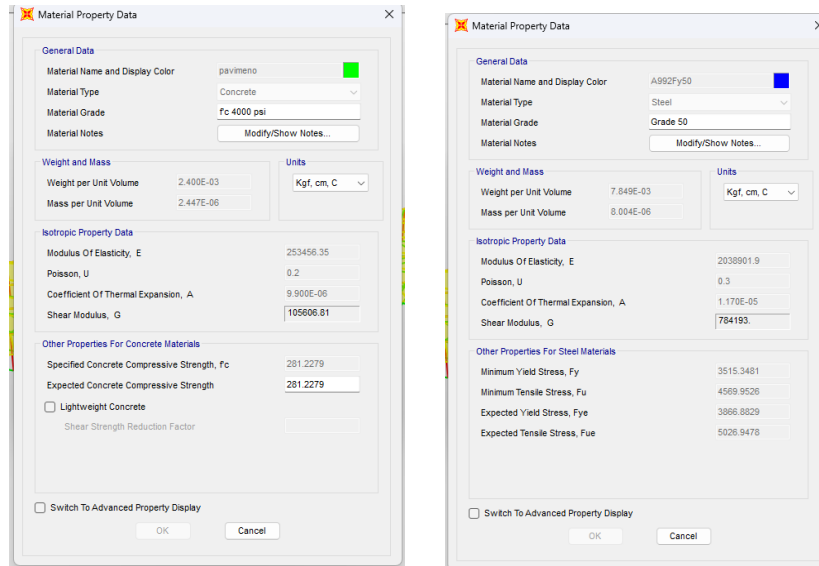 Material Property Data
General Data
Material Name and Display Color pavimeno
Material Type Concrete
Material Grade f'c 4000 psi
Material Notes Modify/Show Notes...
Weight and Mass
Weight per Unit Volume 2.400E-03
Mass per Unit Volume 2.447E-06
Units
Kgf, cm, C
Isotropic Property Data
Modulus Of Elasticity, E 253456.35
Poisson, U 0.2
Coefficient Of Thermal Expansion, A 9.900E-06
Shear Modulus, G 105606.81
Other Properties For Concrete Materials
Specified Concrete Compressive Strength, f'c 281.2279
Expected Concrete Compressive Strength 281.2279
Lightweight Concrete
Shear Strength Reduction Factor
Switch To Advanced Property Display
OK Cancel
Material Property Data
General Data
Material Name and Display Color A992Fy50
Material Type Steel
Material Grade Grade 50
Material Notes Modify/Show Notes...
Weight and Mass
Weight per Unit Volume 7.849E-03
Mass per Unit Volume 8.004E-06
Units
Kgf, cm, C
Isotropic Property Data
Modulus Of Elasticity, E 2038901.9
Poisson, U 0.3
Coefficient Of Thermal Expansion, A 1.170E-05
Shear Modulus, G 784193.
Other Properties For Steel Materials
Minimum Yield Stress, Fy 3515.3481
Minimum Tensile Stress, Fu 4569.9526
Expected Yield Stress, Fye 3866.8829
Expected Tensile Stress, Fue 5026.9478
Switch To Advanced Property Display
OK Cancel